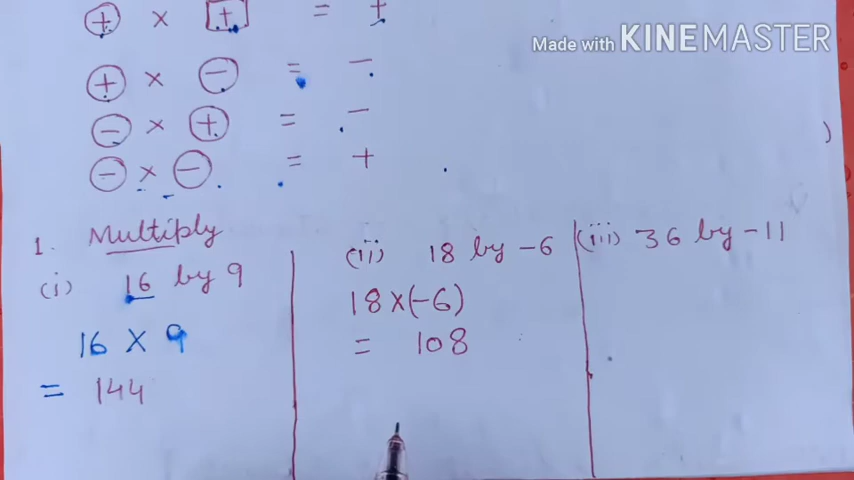 + × + = +
Made with KINEMASTER
+ × − = −
− × + = −
− × − = +
)
1. Multiply
(i) 16 by 9
16 × 9
= 144
(ii) 18 by −6
18×(−6)
= 108
(iii) 36 by −11